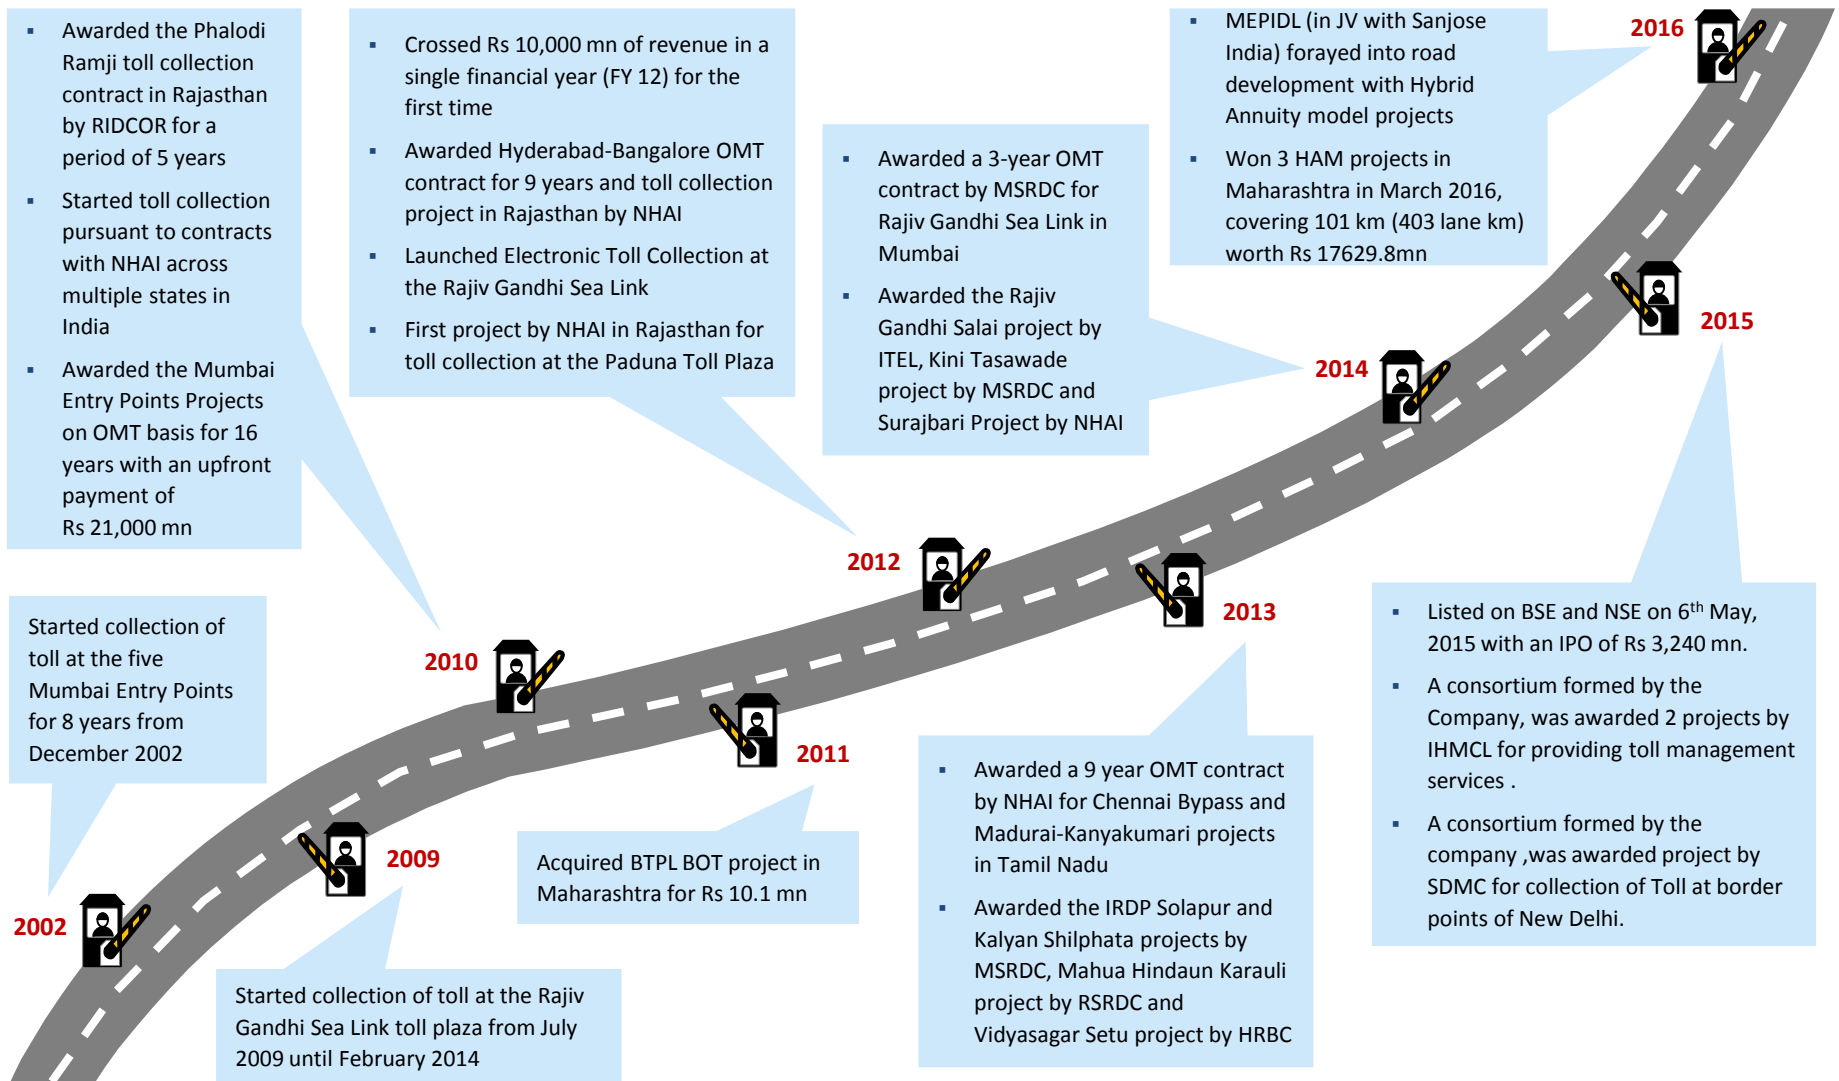 Awarded the Phalodi
Ramji toll collection
contract in Rajasthan
by RIDCOR for a
period of 5 years
Started toll collection
pursuant to contracts
with NHAI across
multiple states in
India
Awarded the Mumbai
Entry Points Projects
on OMT basis for 16
years with an upfront
payment of
Rs 21,000 mn
Crossed Rs 10,000 mn of revenue in a
single financial year (FY 12) for the
first time
Awarded Hyderabad-Bangalore OMT
contract for 9 years and toll collection
project in Rajasthan by NHAI
Launched Electronic Toll Collection at
the Rajiv Gandhi Sea Link
First project by NHAI in Rajasthan for
toll collection at the Paduna Toll Plaza
Awarded a 3-year OMT
contract by MSRDC for
Rajiv Gandhi Sea Link in
Mumbai
Awarded the Rajiv
Gandhi Salai project by
ITEL, Kini Tasawade
project by MSRDC and
Surajbari Project by NHAI
MEPIDL (in JV with Sanjose
India) forayed into road
development with Hybrid
Annuity model projects
Won 3 HAM projects in
Maharashtra in March 2016,
covering 101 km (403 lane km)
worth Rs 17629.8mn
2016
2015
2014
2012
2013
2010
2011
2009
2002
Started collection of
toll at the five
Mumbai Entry Points
for 8 years from
December 2002
Started collection of toll at the Rajiv
Gandhi Sea Link toll plaza from July
2009 until February 2014
Acquired BTPL BOT project in
Maharashtra for Rs 10.1 mn
Awarded a 9 year OMT contract
by NHAI for Chennai Bypass and
Madurai-Kanyakumari projects
in Tamil Nadu
Awarded the IRDP Solapur and
Kalyan Shilphata projects by
MSRDC, Mahua Hindaun Karauli
project by RSRDC and
Vidyasagar Setu project by HRBC
Listed on BSE and NSE on 6th May,
2015 with an IPO of Rs 3,240 mn.
A consortium formed by the
Company, was awarded 2 projects by
IHMCL for providing toll management
services .
A consortium formed by the
company ,was awarded project by
SDMC for collection of Toll at border
points of New Delhi.